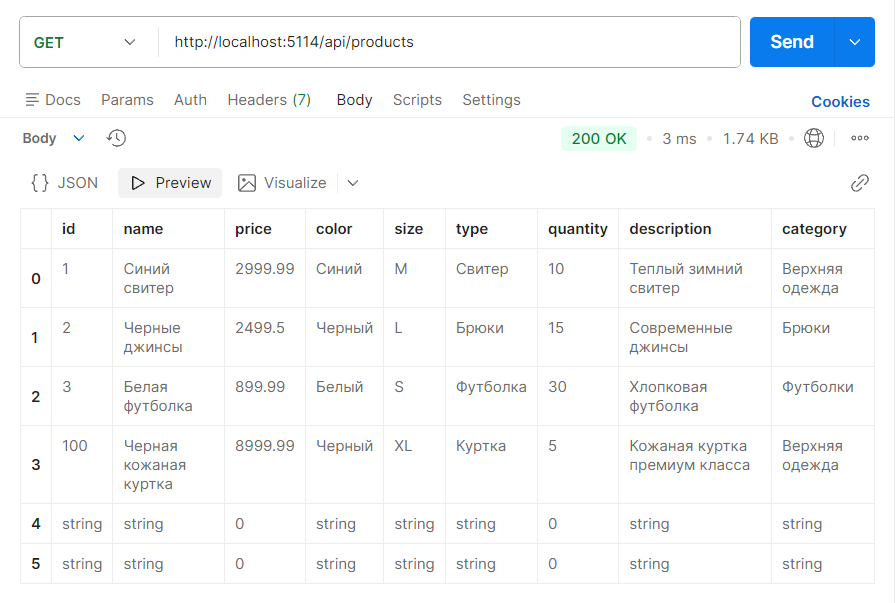 GET http://localhost:5114/api/products Send
Docs Params Auth Headers (7) Body Scripts Settings Cookies
Body 200 OK 3 ms 1.74 KB
{} JSON Preview Visualize
id name price color size type quantity description category
0 1 Синий 2999.99 Синий M Свитер 10 Теплый зимний Верхняя
свитер свитер одежда
1 2 Черные 2499.5 Черный L Брюки 15 Современные Брюки
джинсы джинсы
2 3 Белая 899.99 Белый S Футболка 30 Хлопковая Футболки
футболка футболка
3 100 Черная 8999.99 Черный XL Куртка 5 Кожаная куртка Верхняя
кожаная премиум класса одежда
куртка
4 string string 0 string string string 0 string string
5 string string 0 string string string 0 string string